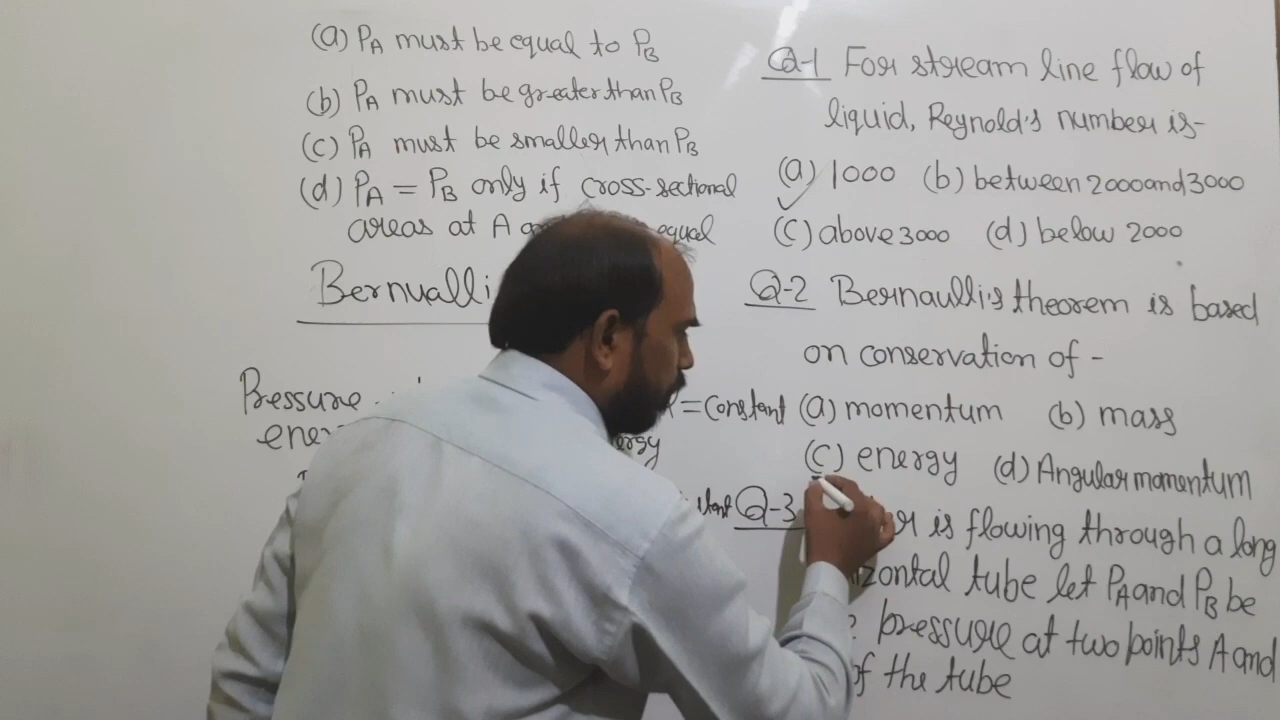 (a) PA must be equal to PB
(b) PA must be greater than PB
(c) PA must be smaller than PB
(d) PA = PB only if cross-sectional
areas at A equal
Bernualli
Pressure
= constant
Q-1 For stream line flow of
liquid, Reynold's number is-
(a) 1000 (b) between 2000 and 3000
(c) above 3000 (d) below 2000
Q-2 Bernaulli's theorem is based
on conservation of -
(a) momentum (b) mass
(c) energy (d) Angular momentum
Q-3 is flowing through a long
tube let PA and PB be
pressure at two points A and
of the tube